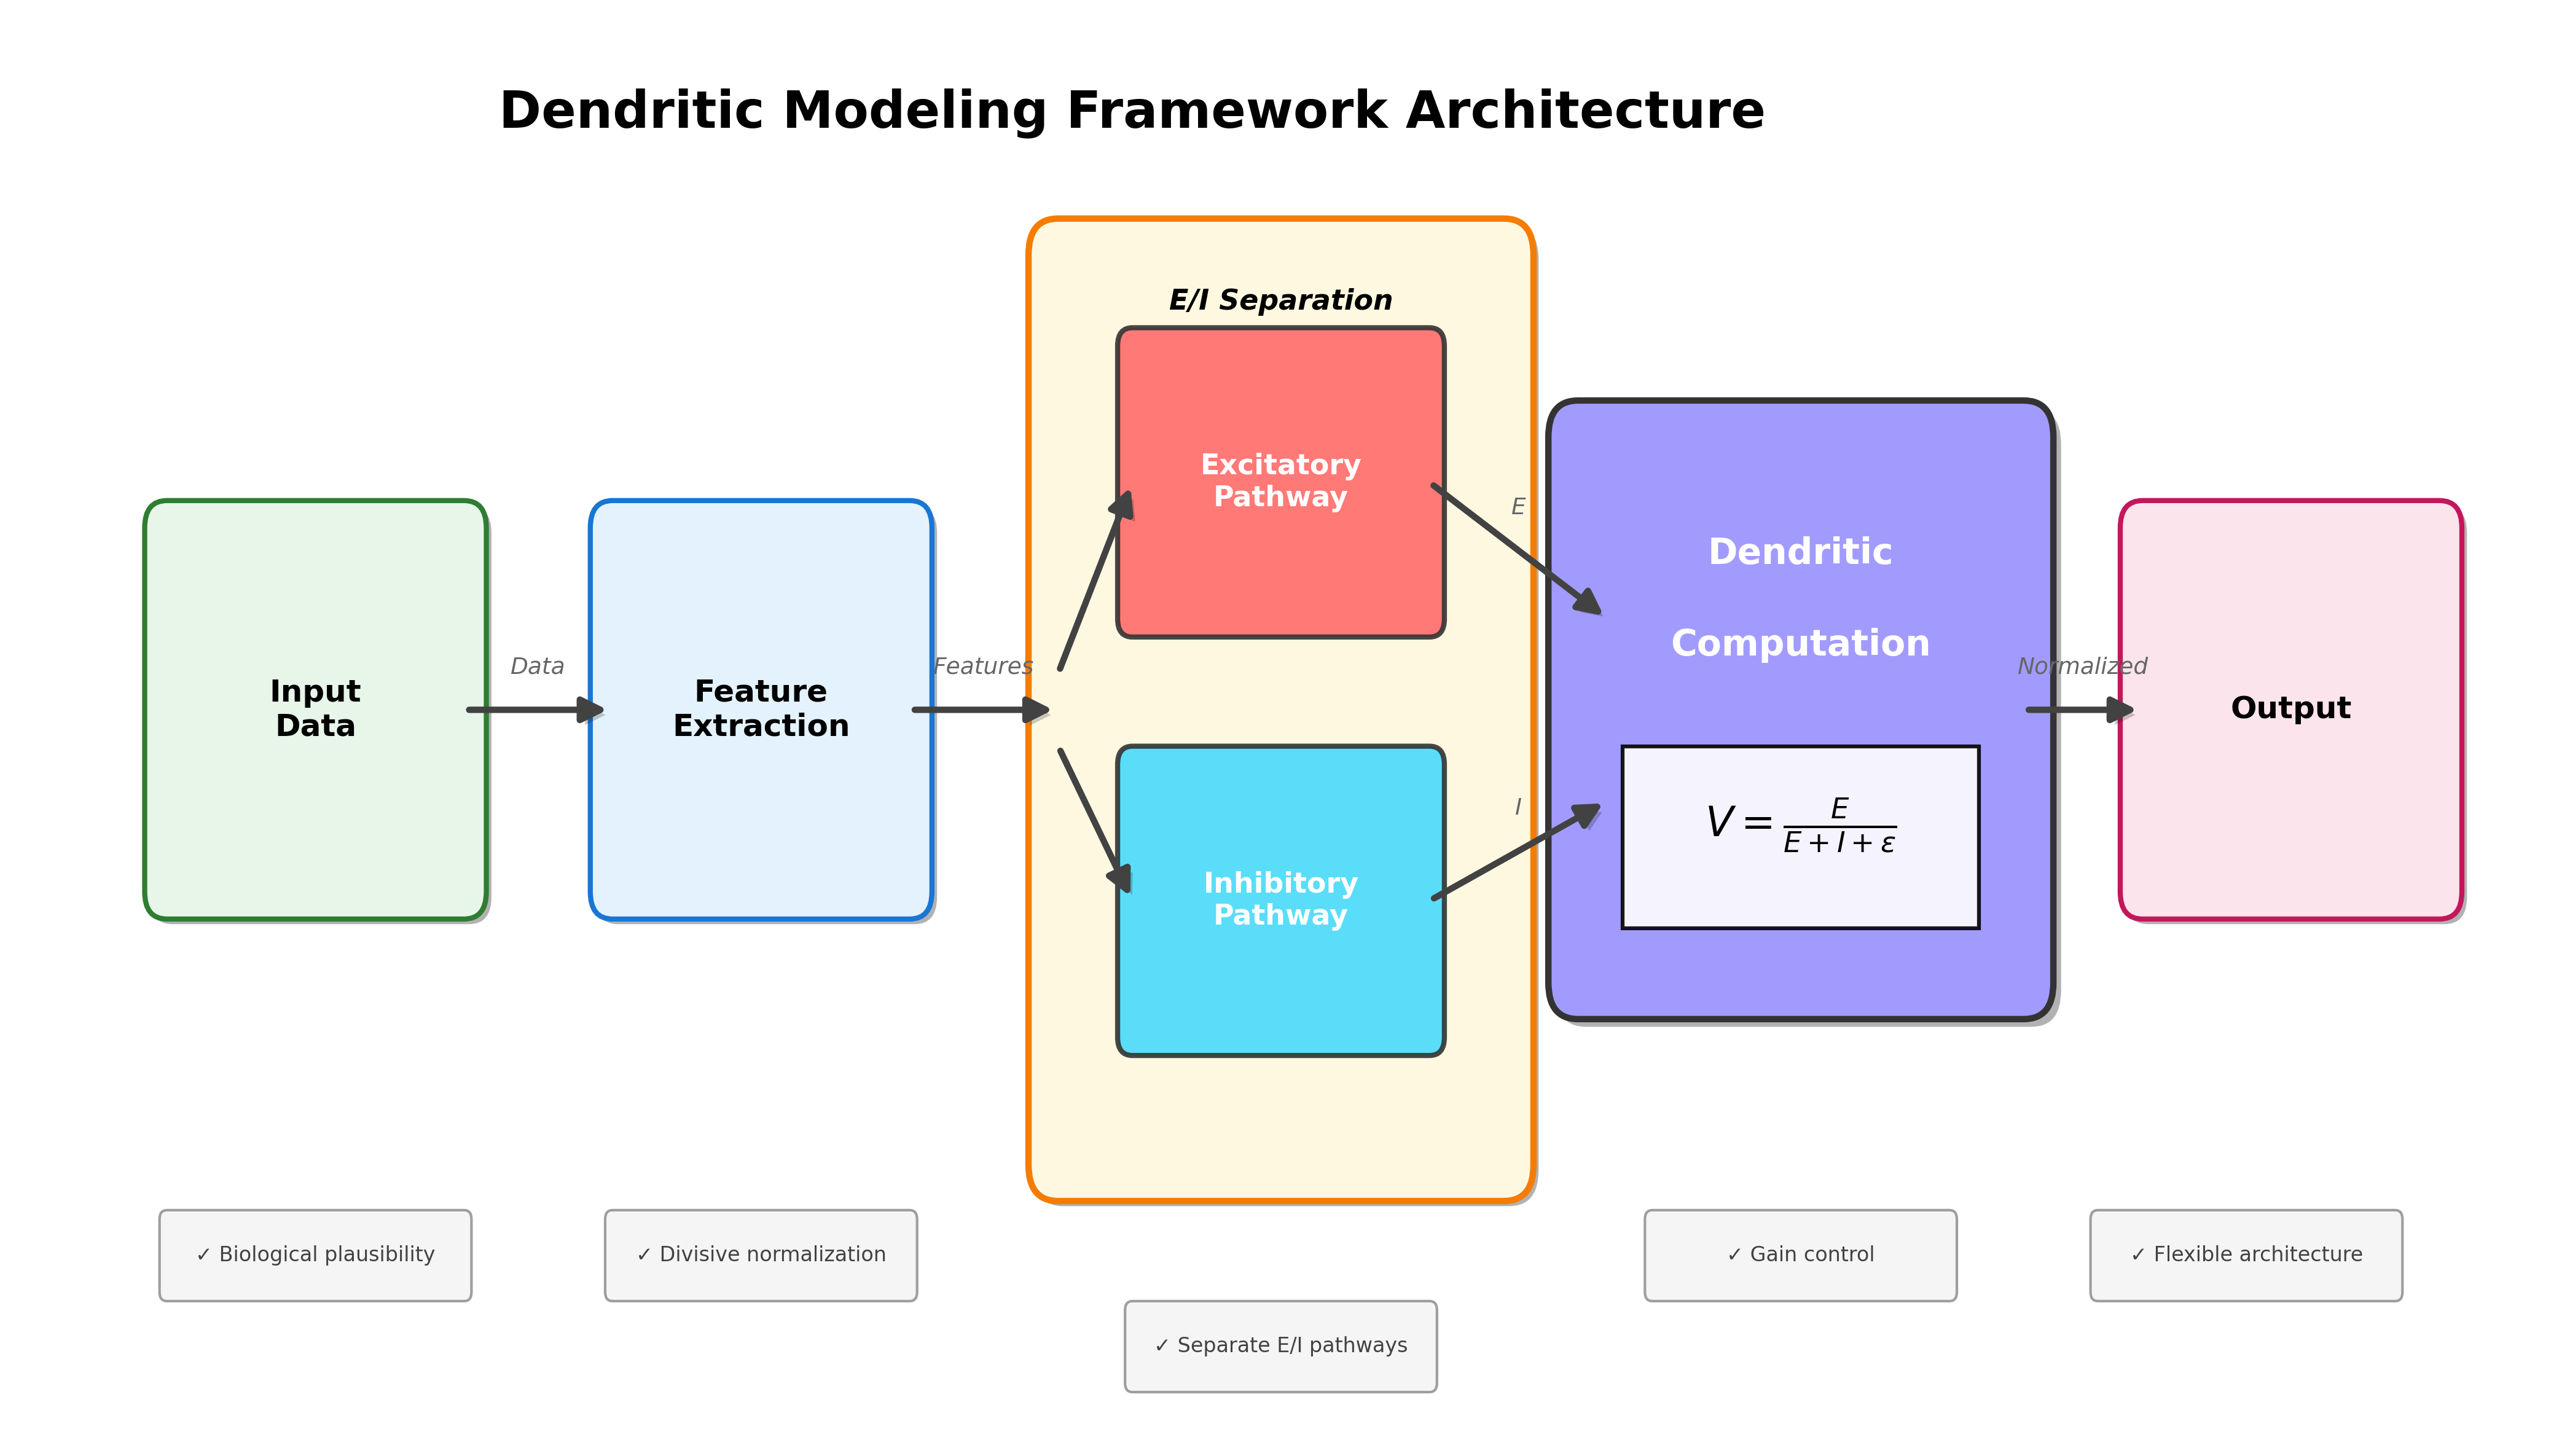 Dendritic Modeling Framework Architecture
E/I Separation
Excitatory
Pathway
E
Dendritic
Computation
Input
Data
Data
Feature
Extraction
Features
Normalized
Output
I
V = E / (E + I + ε)
Inhibitory
Pathway
✓ Biological plausibility
✓ Divisive normalization
✓ Gain control
✓ Flexible architecture
✓ Separate E/I pathways